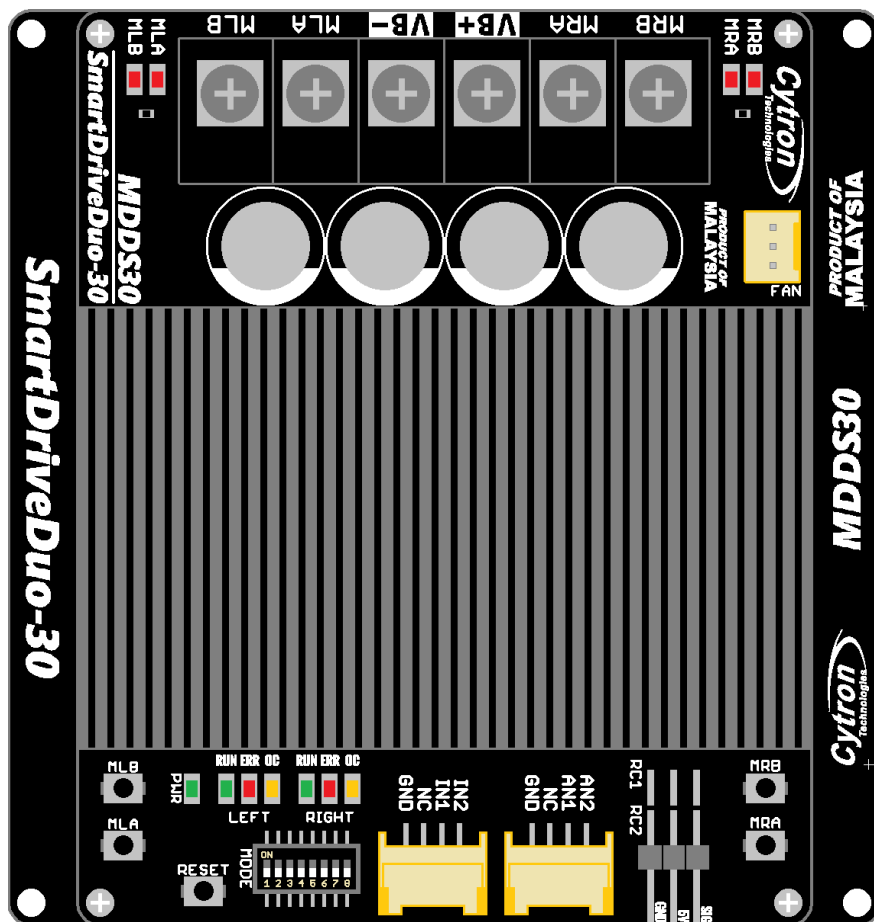 MLB
MLA
VB-
VB+
MRA
MRB
MLB
MLA
MRA
MRB
SmartDriveDuo-30
MDDS30
Cytron
Technologies
PRODUCT OF
MALAYSIA
FAN
SmartDriveDuo-30
PRODUCT OF
MALAYSIA
MDDS30
Cytron
Technologies
MLB
MLA
PWR
RUN ERR OC
RUN ERR OC
LEFT
RIGHT
RESET
MODE
ON
1 2 3 4 5 6 7 8
GND
NC
IN1
IN2
GND
NC
AN1
AN2
RC1
RC2
GND
5V
SIG
MRB
MRA